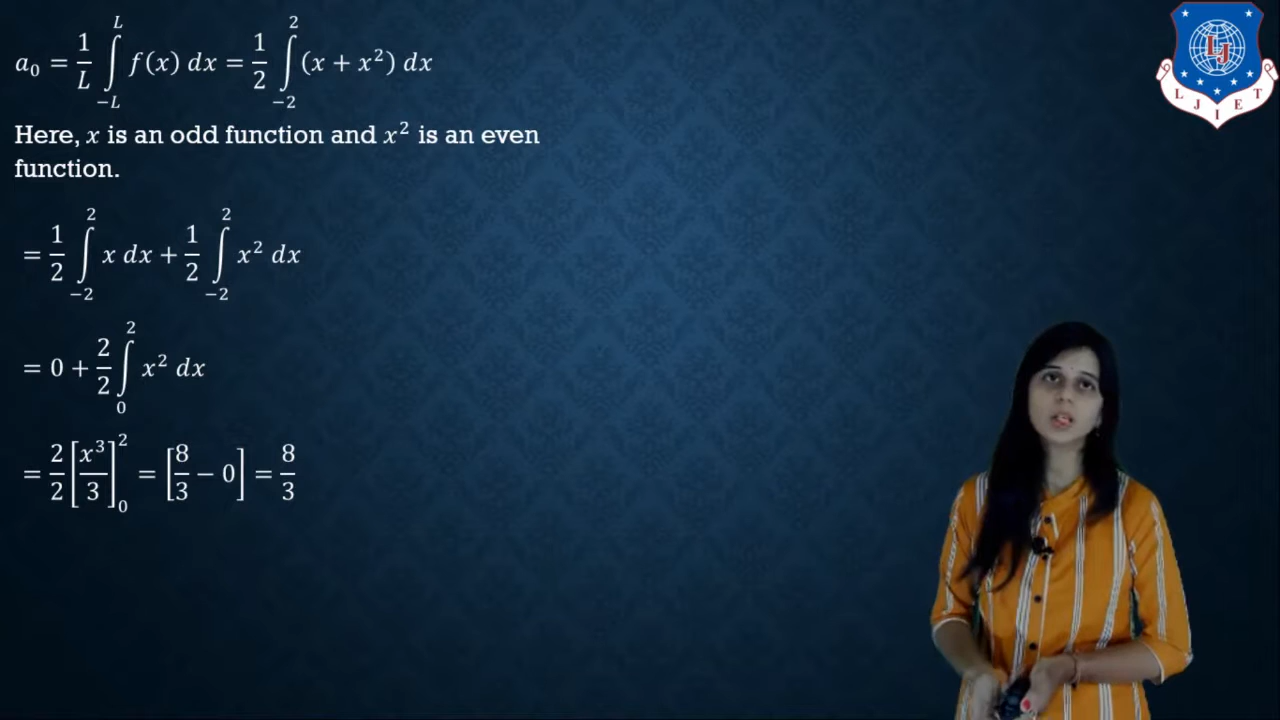 a₀ = 1/L ∫_{-L}^{L} f(x) dx = 1/2 ∫_{-2}^{2} (x + x²) dx
Here, x is an odd function and x² is an even
function.
= 1/2 ∫_{-2}^{2} x dx + 1/2 ∫_{-2}^{2} x² dx
= 0 + 2/2 ∫_{0}^{2} x² dx
= 2/2 [x³/3]_{0}^{2} = [8/3 − 0] = 8/3
LJ
L J I E T